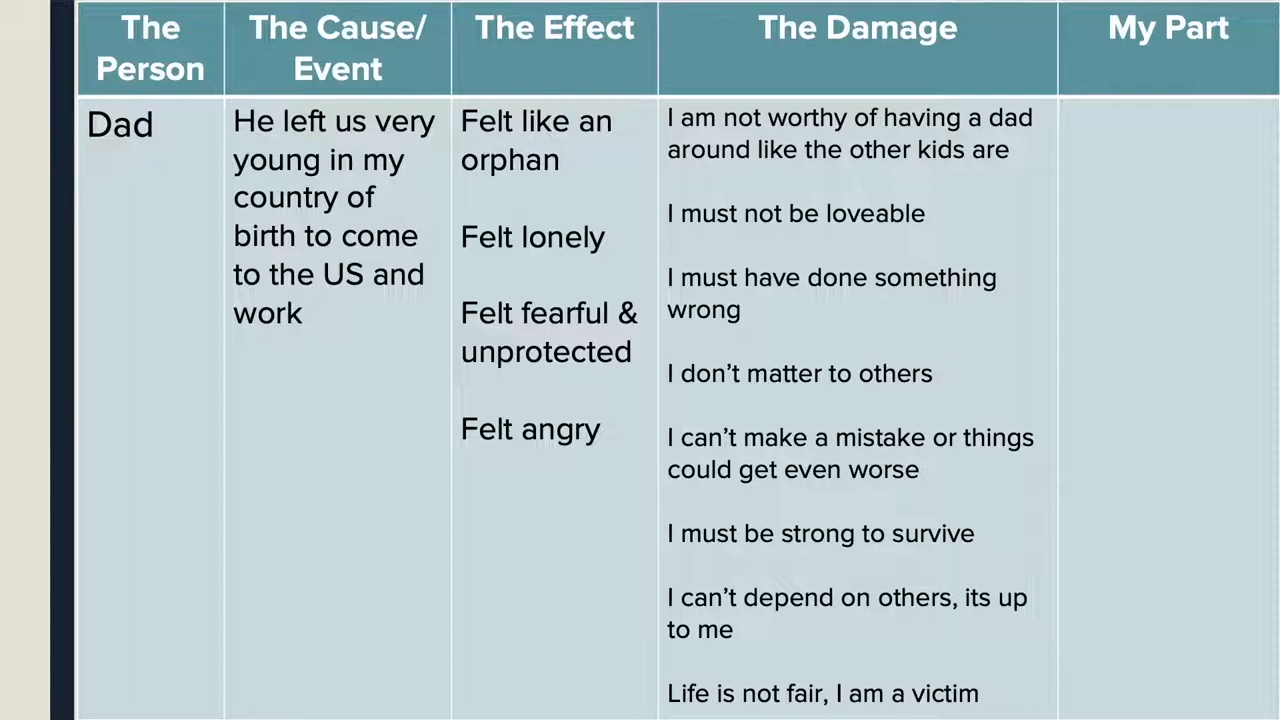 The Person
The Cause/ Event
The Effect
The Damage
My Part
Dad
He left us very
young in my
country of
birth to come
to the US and
work
Felt like an
orphan
Felt lonely
Felt fearful &
unprotected
Felt angry
I am not worthy of having a dad
around like the other kids are
I must not be loveable
I must have done something
wrong
I don’t matter to others
I can’t make a mistake or things
could get even worse
I must be strong to survive
I can’t depend on others, its up
to me
Life is not fair, I am a victim